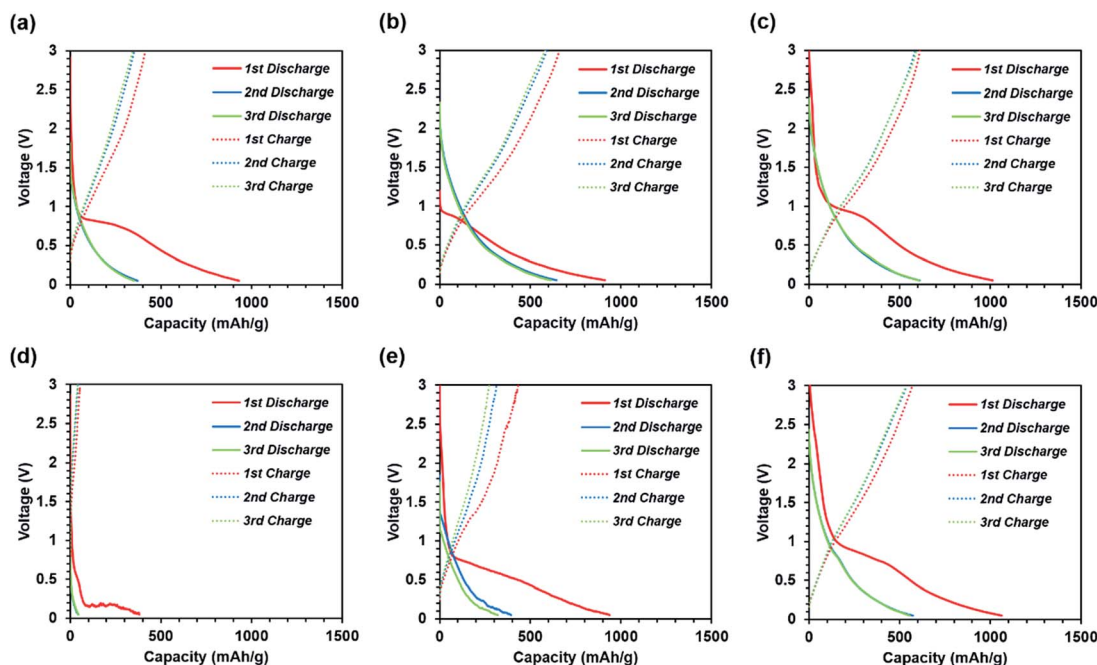 (a)
3
2.5
2
1.5
1
0.5
0
Voltage (V)
1st Discharge
2nd Discharge
3rd Discharge
1st Charge
2nd Charge
3rd Charge
0 500 1000 1500
Capacity (mAh/g)
(b)
3
2.5
2
1.5
1
0.5
0
Voltage (V)
1st Discharge
2nd Discharge
3rd Discharge
1st Charge
2nd Charge
3rd Charge
0 500 1000 1500
Capacity (mAh/g)
(c)
3
2.5
2
1.5
1
0.5
0
Voltage (V)
1st Discharge
2nd Discharge
3rd Discharge
1st Charge
2nd Charge
3rd Charge
0 500 1000 1500
Capacity (mAh/g)
(d)
3
2.5
2
1.5
1
0.5
0
Voltage (V)
1st Discharge
2nd Discharge
3rd Discharge
1st Charge
2nd Charge
3rd Charge
0 500 1000 1500
Capacity (mAh/g)
(e)
3
2.5
2
1.5
1
0.5
0
Voltage (V)
1st Discharge
2nd Discharge
3rd Discharge
1st Charge
2nd Charge
3rd Charge
0 500 1000 1500
Capacity (mAh/g)
(f)
3
2.5
2
1.5
1
0.5
0
Voltage (V)
1st Discharge
2nd Discharge
3rd Discharge
1st Charge
2nd Charge
3rd Charge
0 500 1000 1500
Capacity (mAh/g)